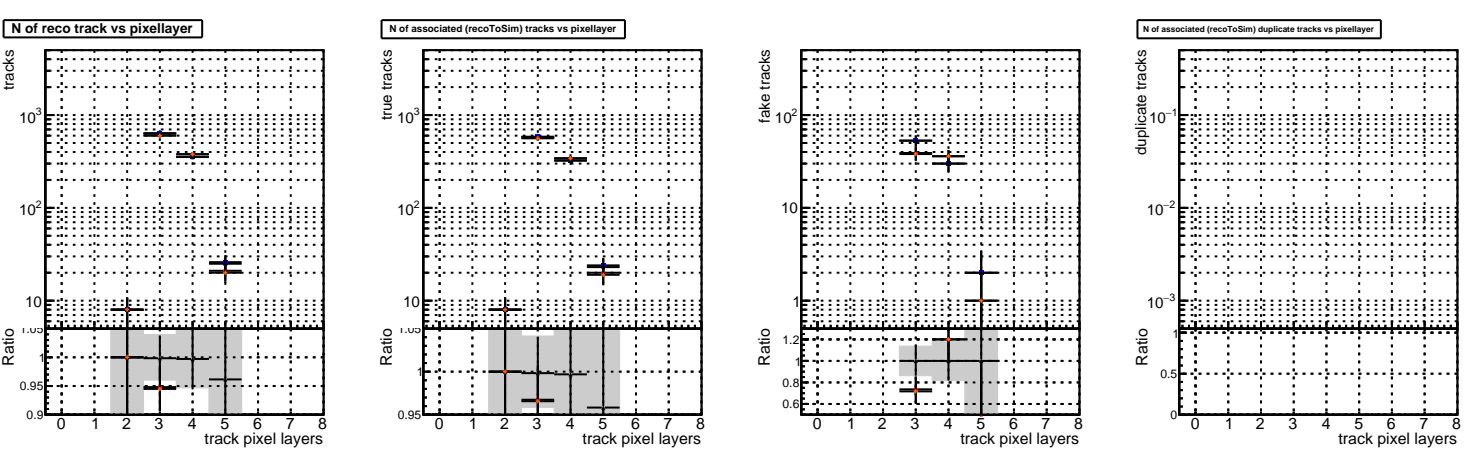 N of reco track vs pixellayer
tracks
10³
10²
10
Ratio
1.05
1
0.95
0.9
0 1 2 3 4 5 6 7 8
track pixel layers
N of associated (recoToSim) tracks vs pixellayer
true tracks
10³
10²
10
Ratio
1.05
1
0.95
0 1 2 3 4 5 6 7 8
track pixel layers
fake tracks
10²
10
1
Ratio
1.2
1
0.8
0.6
0 1 2 3 4 5 6 7 8
track pixel layers
N of associated (recoToSim) duplicate tracks vs pixellayer
duplicate tracks
10⁻¹
10⁻²
10⁻³
Ratio
1
0.5
0
0 1 2 3 4 5 6 7 8
track pixel layers